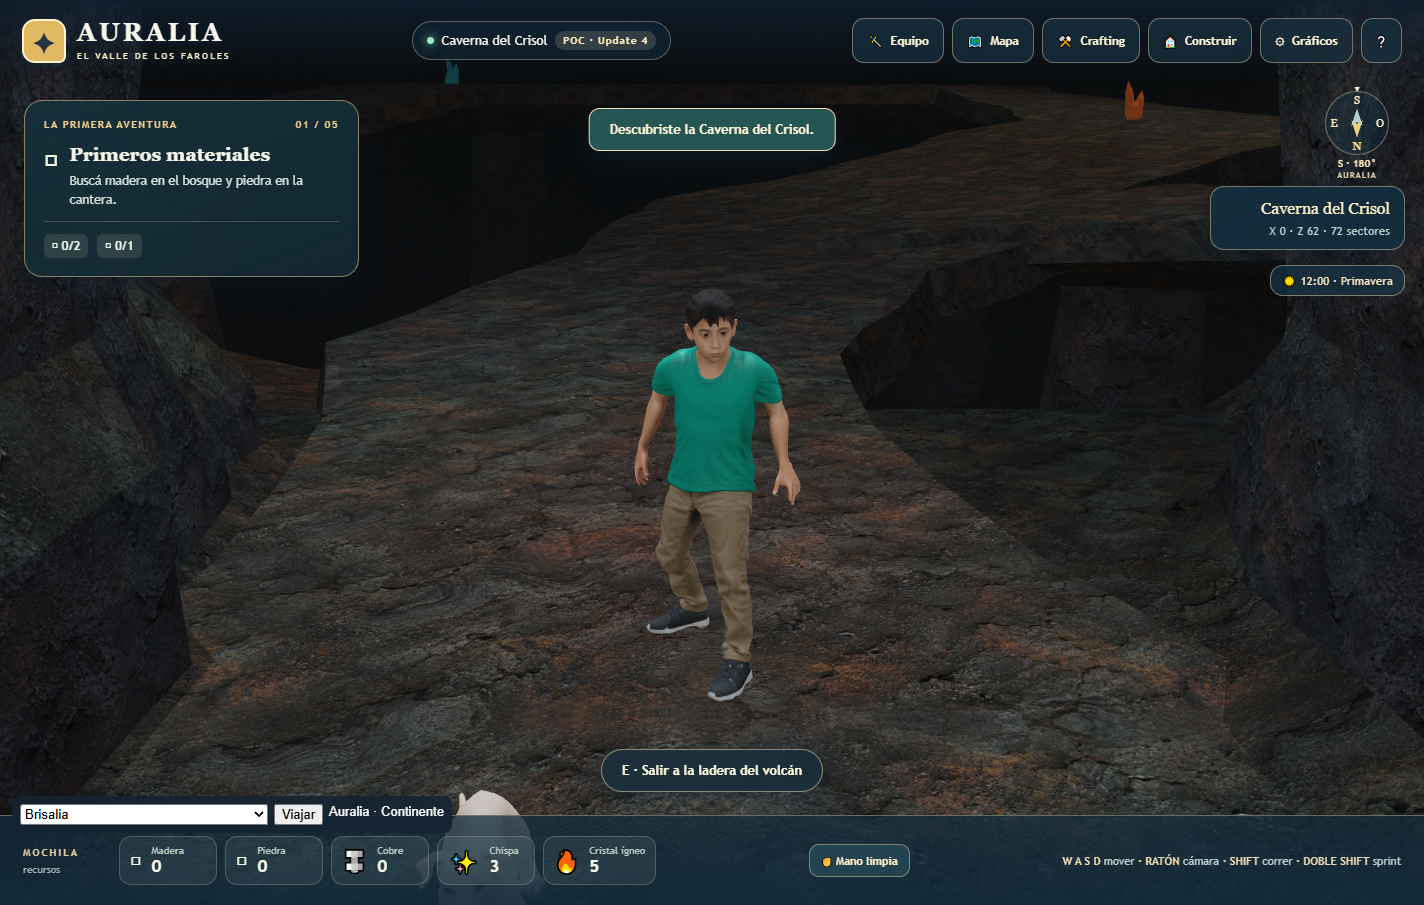 AURALIA
EL VALLE DE LOS FAROLES
Caverna del Crisol POC · Update 4
Equipo
Mapa
Crafting
Construir
Gráficos
?
LA PRIMERA AVENTURA 01 / 05
Primeros materiales
Buscá madera en el bosque y piedra en la
cantera.
0/2 0/1
Descubriste la Caverna del Crisol.
S
E O
N
S · 180°
AURALIA
Caverna del Crisol
X 0 · Z 62 · 72 sectores
12:00 · Primavera
E · Salir a la ladera del volcán
Brisalia Viajar Auralia · Continente
MOCHILA
recursos
Madera
0
Piedra
0
Cobre
0
Chispa
3
Cristal ígneo
5
Mano limpia
W A S D mover · RATÓN cámara · SHIFT correr · DOBLE SHIFT sprint